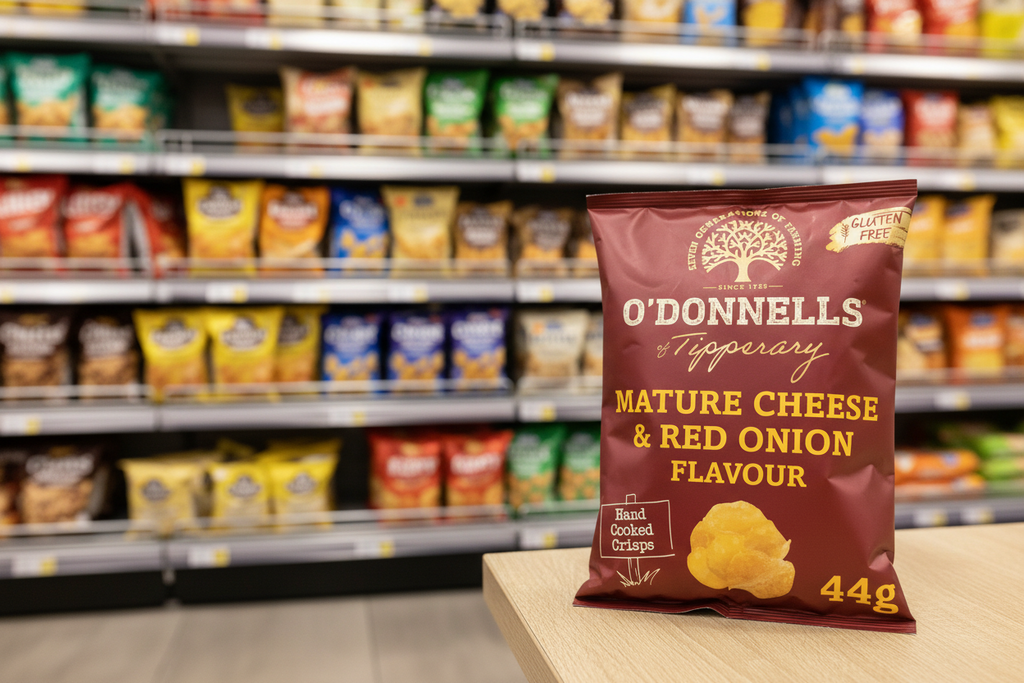 SEVEN GENERATIONS OF FARMING
SINCE 1725
GLUTEN
FREE
O'DONNELLS
of Tipperary
MATURE CHEESE
& RED ONION
FLAVOUR
Hand
Cooked
Crisps
44g